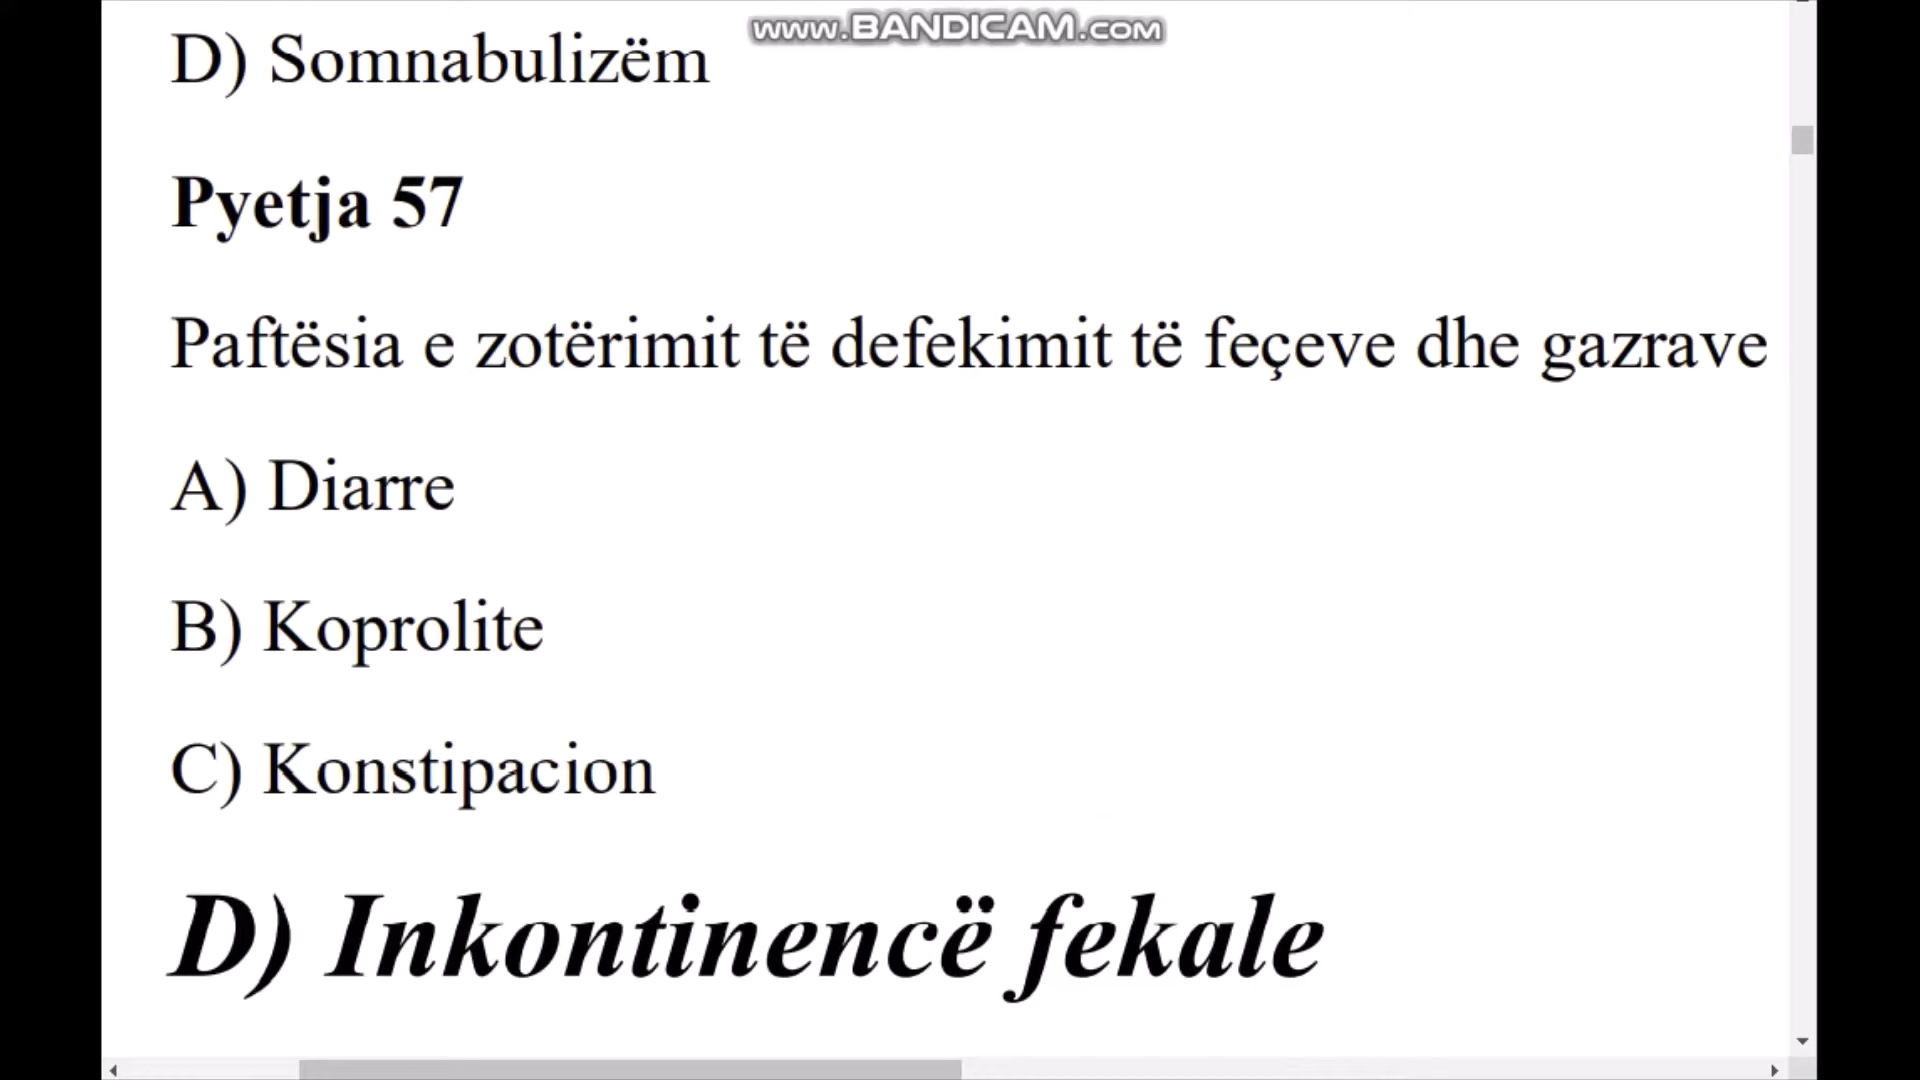 www.BANDICAM.com
D) Somnabulizëm
Pyetja 57
Paftësia e zotërimit të defekimit të feçeve dhe gazrave
A) Diarre
B) Koprolite
C) Konstipacion
D) Inkontinencë fekale